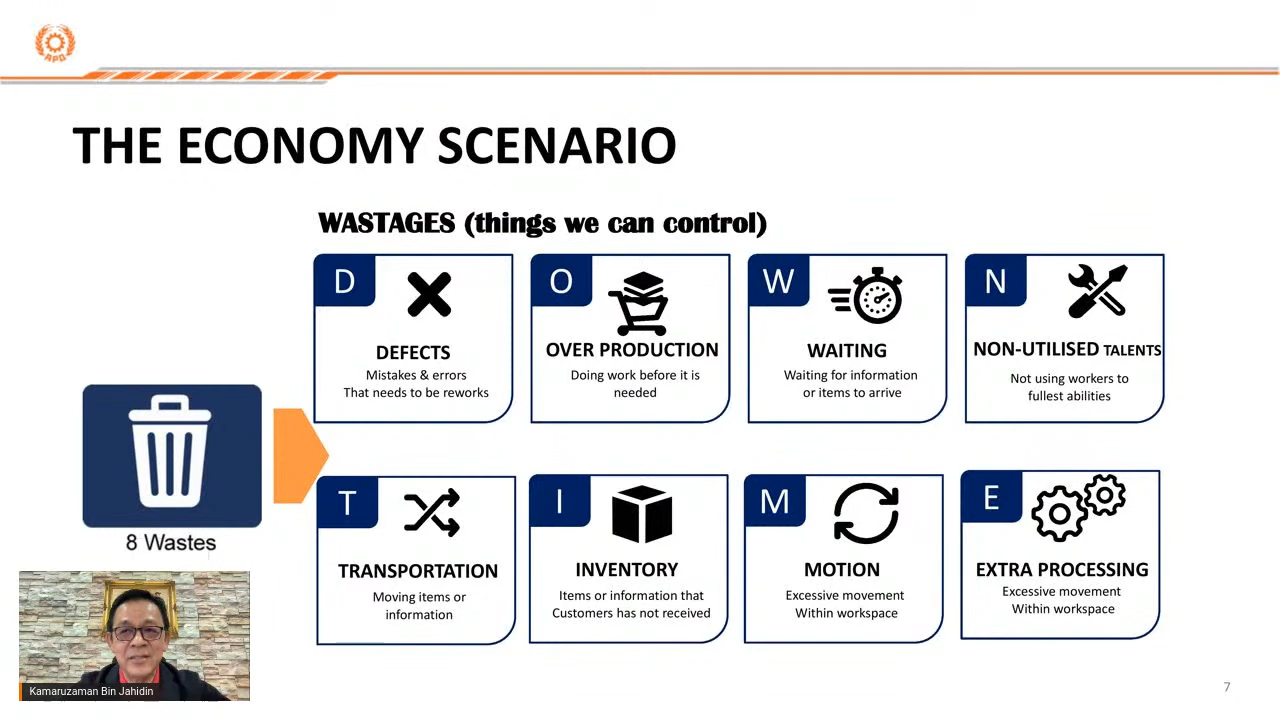 APO
THE ECONOMY SCENARIO
WASTAGES (things we can control)
D
DEFECTS
Mistakes & errors
That needs to be reworks
O
OVER PRODUCTION
Doing work before it is
needed
W
WAITING
Waiting for information
or items to arrive
N
NON-UTILISED TALENTS
Not using workers to
fullest abilities
8 Wastes
T
TRANSPORTATION
Moving items or
information
I
INVENTORY
Items or information that
Customers has not received
M
MOTION
Excessive movement
Within workspace
E
EXTRA PROCESSING
Excessive movement
Within workspace
Kamaruzaman Bin Jahidin
7